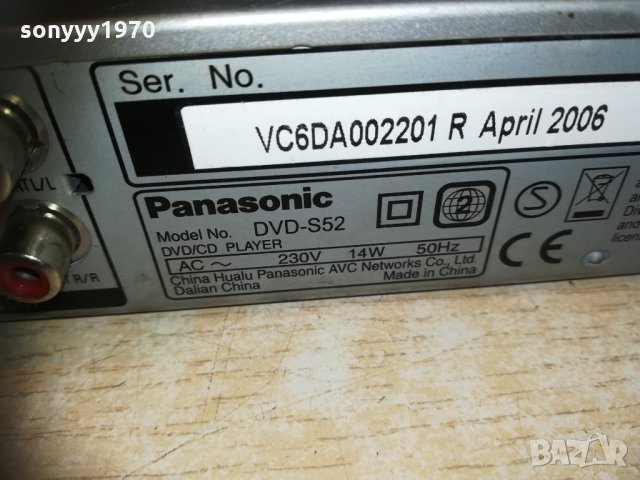 sonyyy1970
Ser. No.
VC6DA002201 R April 2006
Panasonic
Model No. DVD-S52
DVD/CD PLAYER
AC ~ 230V 14W 50Hz
China Hualu Panasonic AVC Networks Co., Ltd.
Dalian China Made in China
2
S
CE
BAZAR